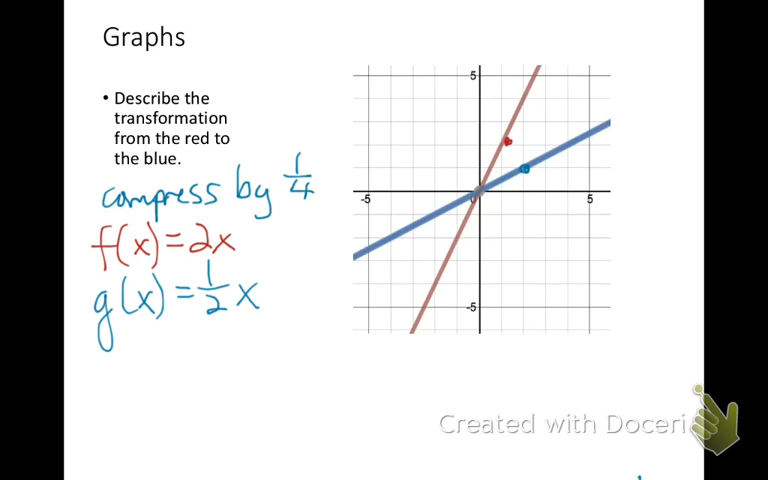 Graphs
• Describe the
transformation
from the red to
the blue.
compress by 1/4
f(x)=2x
g(x)=1/2 x
5
-5
0
5
-5
Created with Doceri